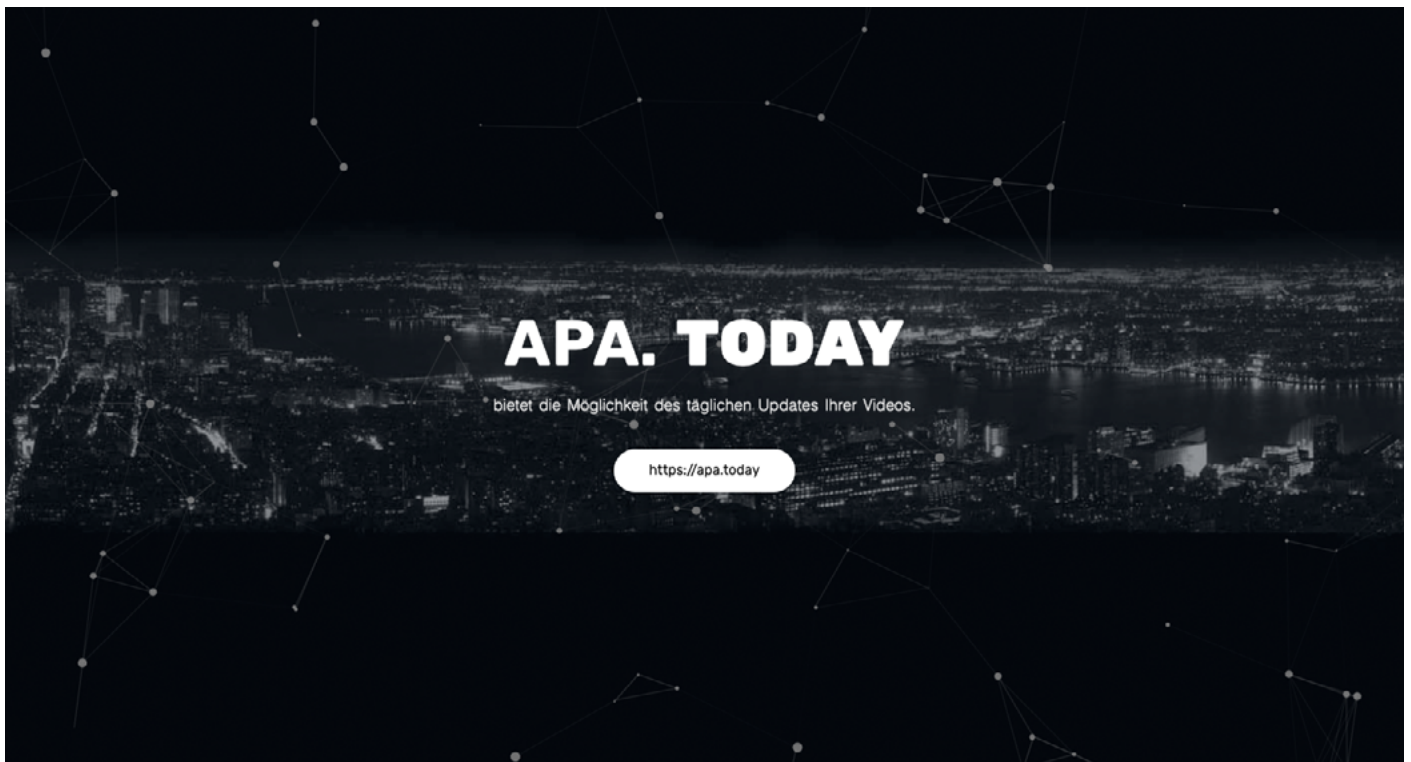 APA. TODAY
bietet die Möglichkeit des täglichen Updates Ihrer Videos.
https://apa.today